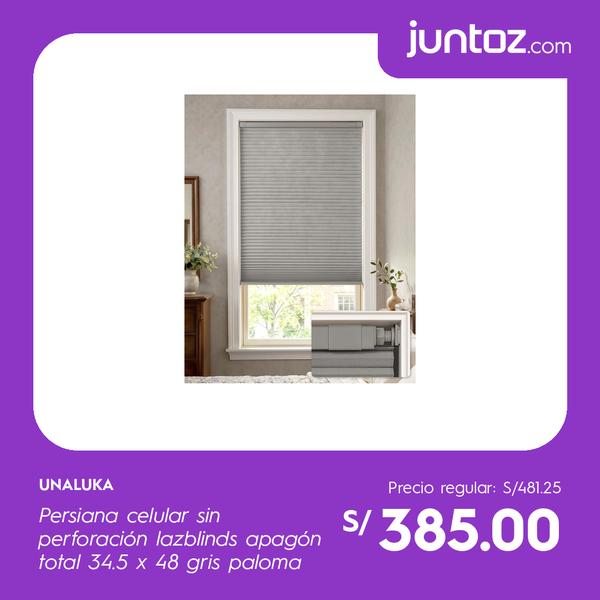 juntoz.com
UNALUKA
Persiana celular sin
perforación lazblinds apagón
total 34.5 x 48 gris paloma
Precio regular: S/481.25
S/ 385.00